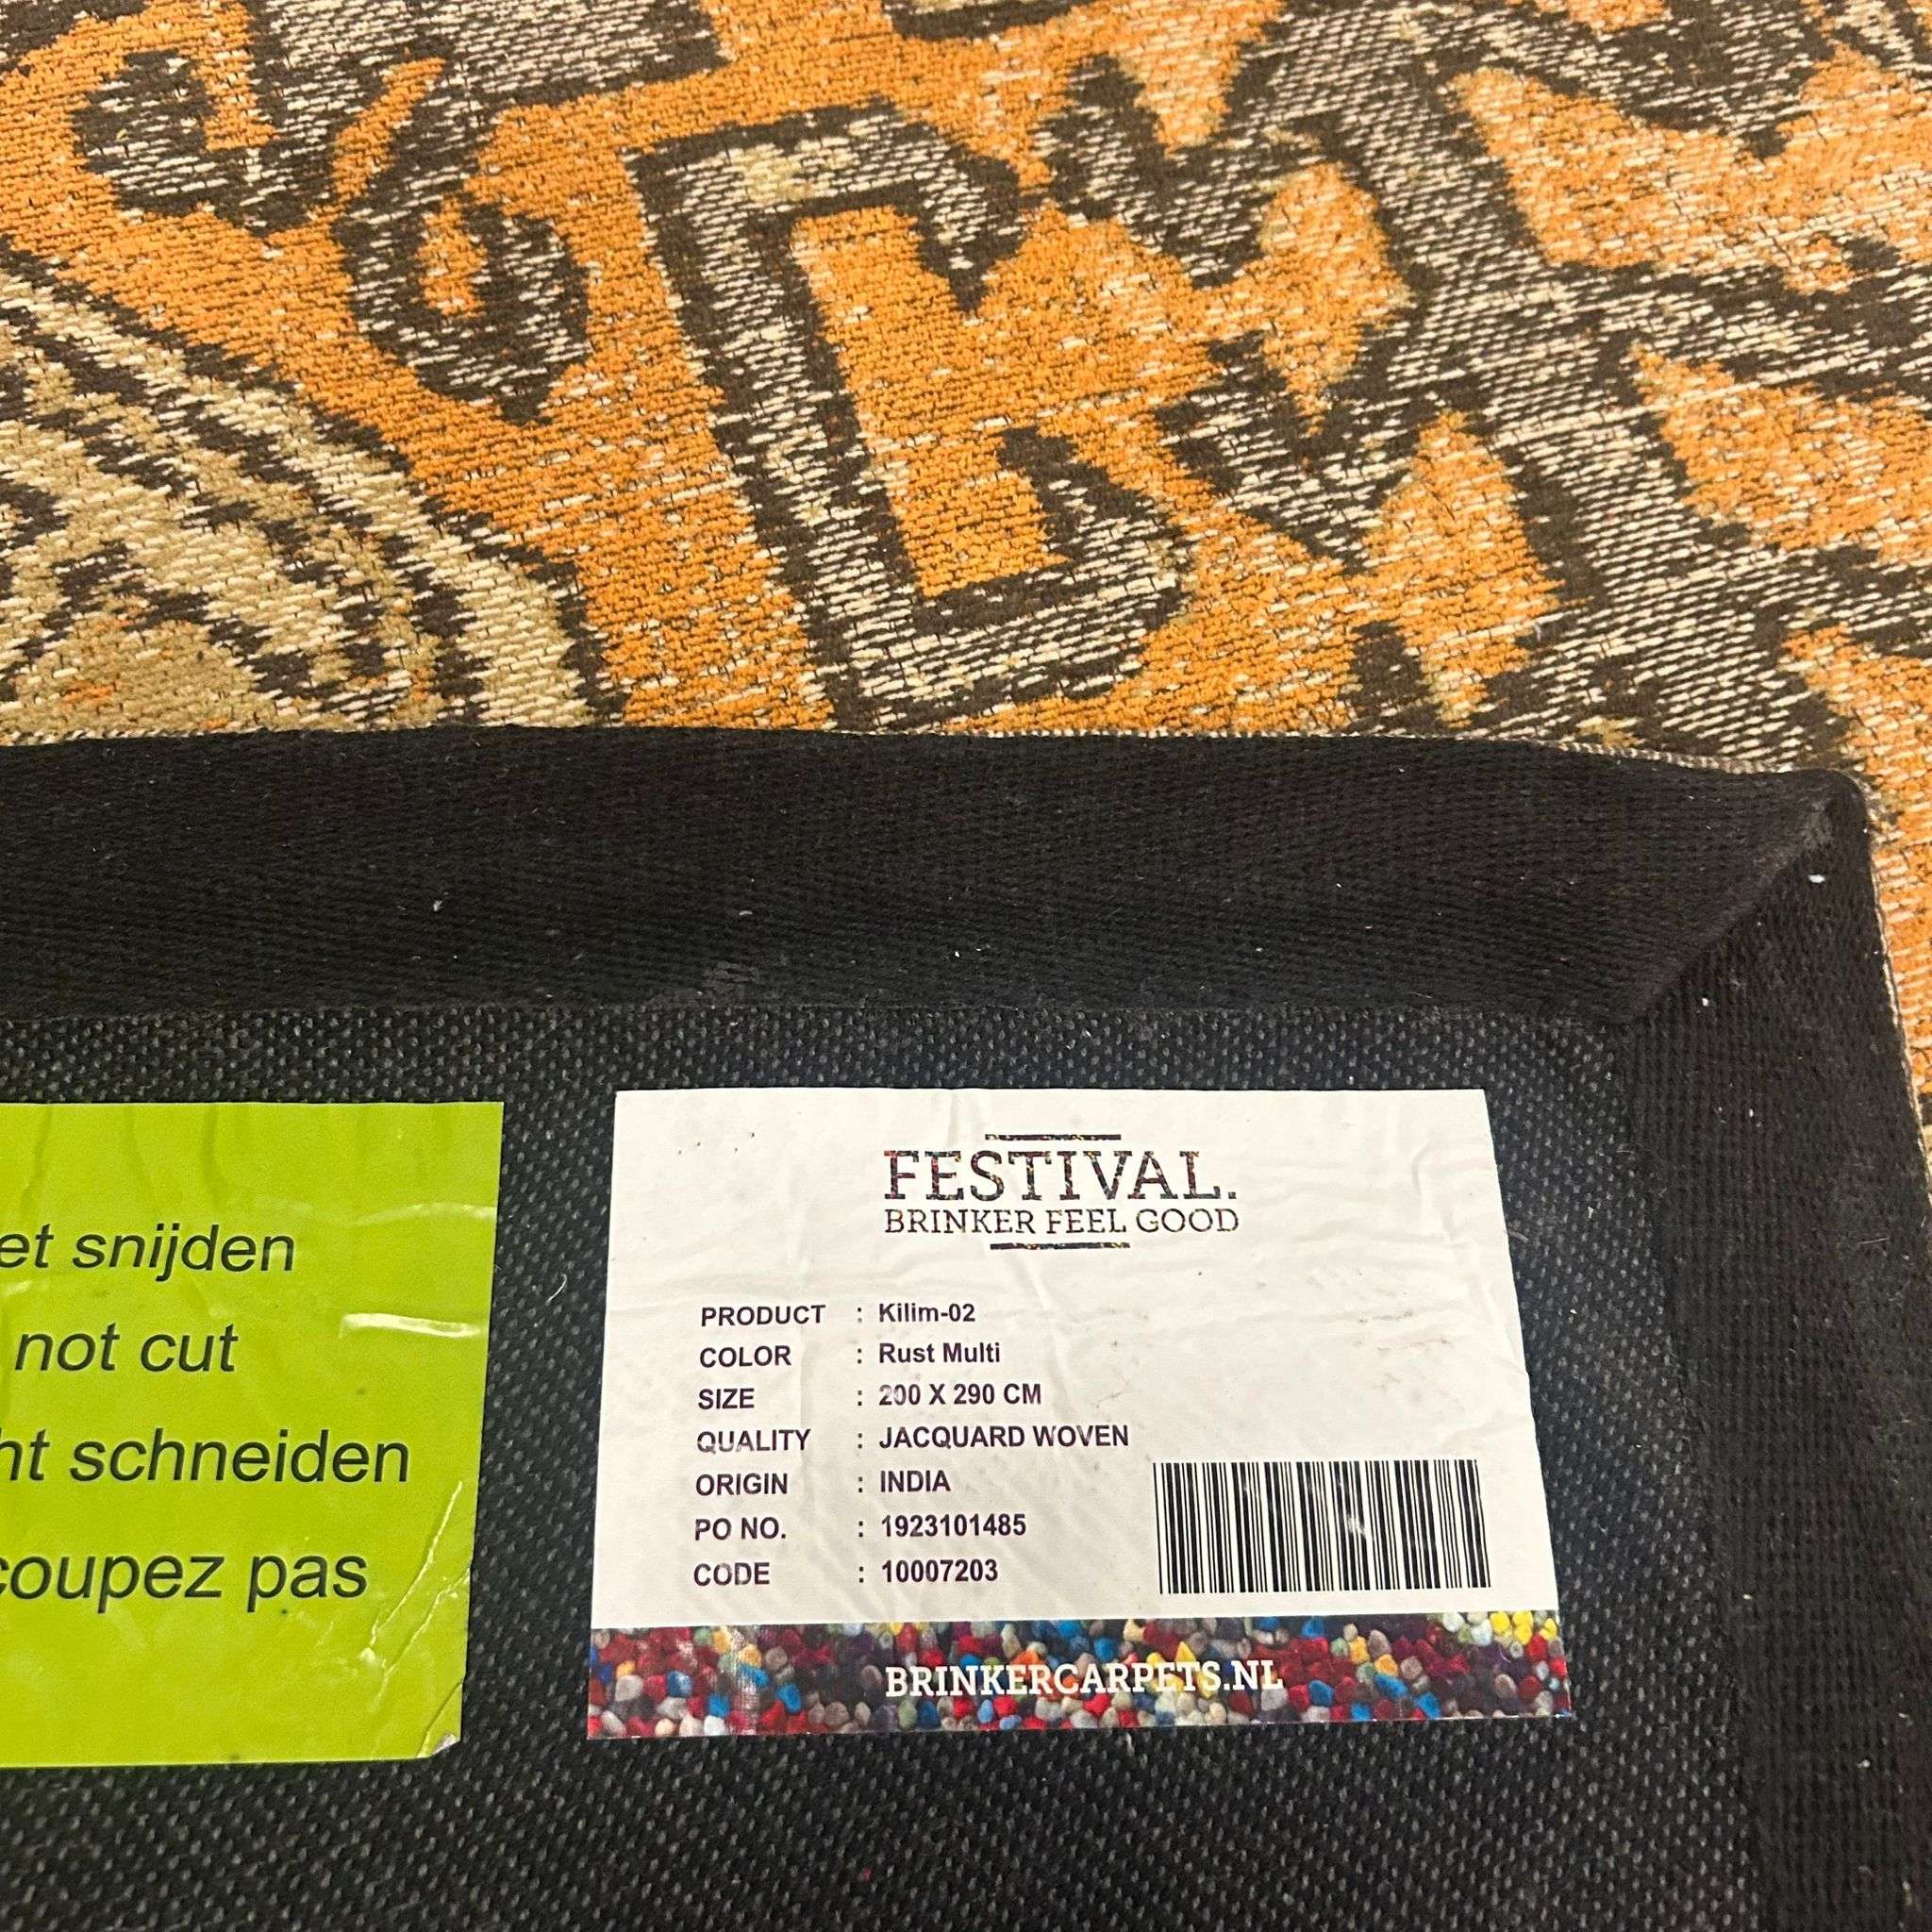 et snijden
not cut
ht schneiden
coupez pas
FESTIVAL.
BRINKER FEEL GOOD
PRODUCT : Kilim-02
COLOR : Rust Multi
SIZE : 200 X 290 CM
QUALITY : JACQUARD WOVEN
ORIGIN : INDIA
PO NO. : 1923101485
CODE : 10007203
BRINKERCARPETS.NL